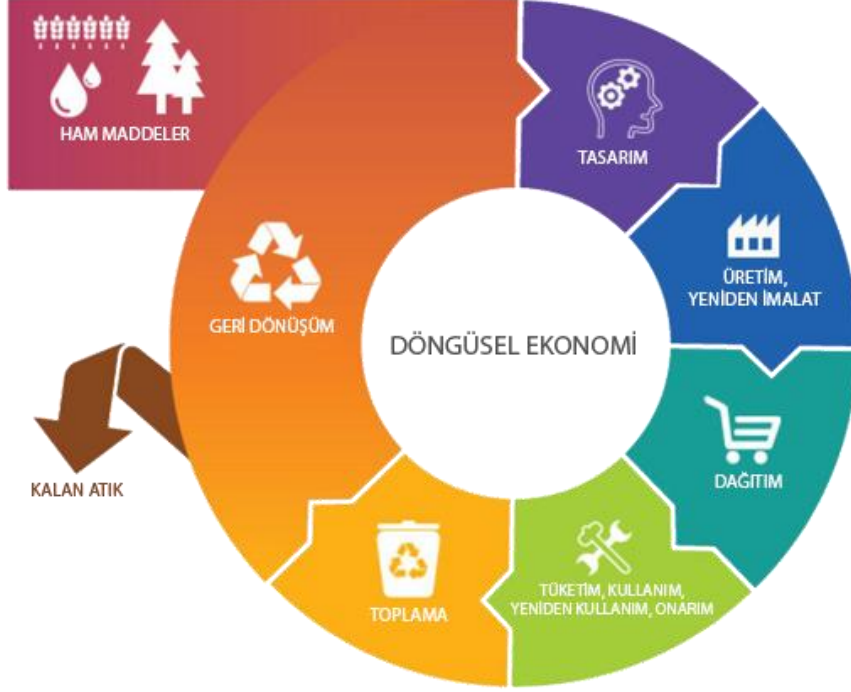 HAM MADDELER
TASARIM
ÜRETİM,
YENİDEN İMALAT
GERİ DÖNÜŞÜM
DÖNGÜSEL EKONOMİ
DAĞITIM
KALAN ATIK
TÜKETİM, KULLANIM,
YENİDEN KULLANIM, ONARIM
TOPLAMA